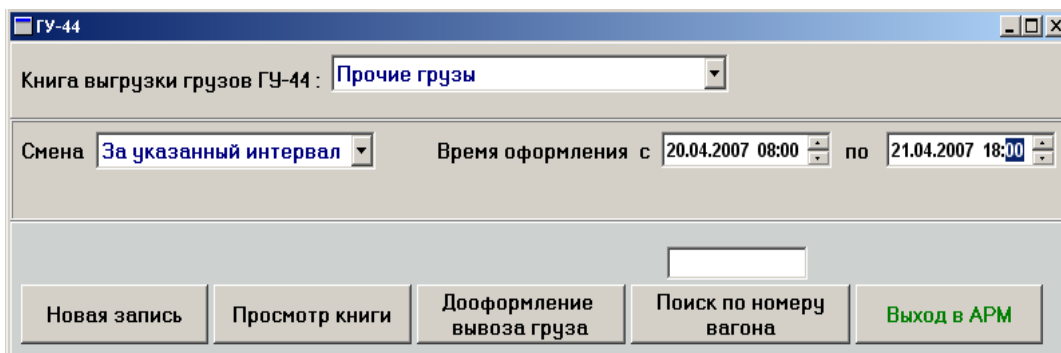 ГУ-44
Книга выгрузки грузов ГУ-44 : Прочие грузы
Смена За указанный интервал Время оформления с 20.04.2007 08:00 по 21.04.2007 18:00
Новая запись
Просмотр книги
Дооформление
вывоза груза
Поиск по номеру
вагона
Выход в АРМ